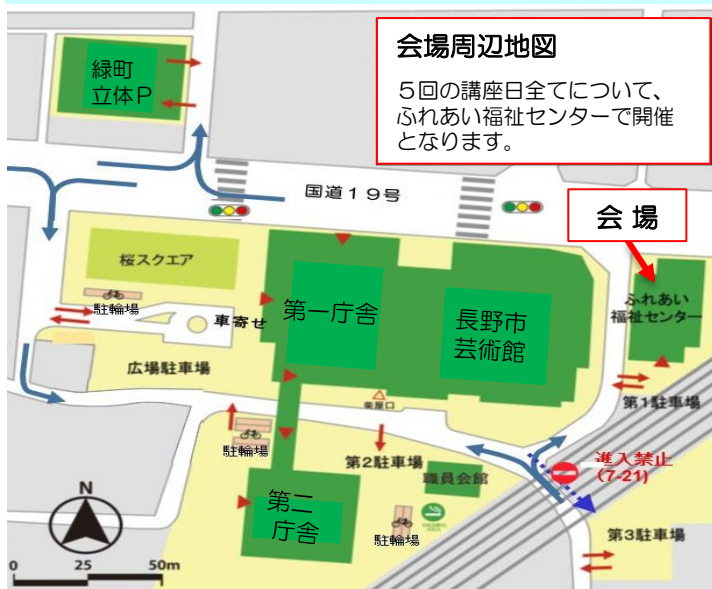 会場周辺地図
５回の講座日全てについて、
ふれあい福祉センターで開催
となります。
緑町
立体Ｐ
国道１９号
会 場
桜スクエア
駐輪場
車寄せ
第一庁舎
長野市
芸術館
ふれあい
福祉センター
広場駐車場
楽屋口
第1駐車場
駐輪場
第2駐車場
職員会館
進入禁止
(7-21)
第二
庁舎
駐輪場
第3駐車場
N
0 25 50m